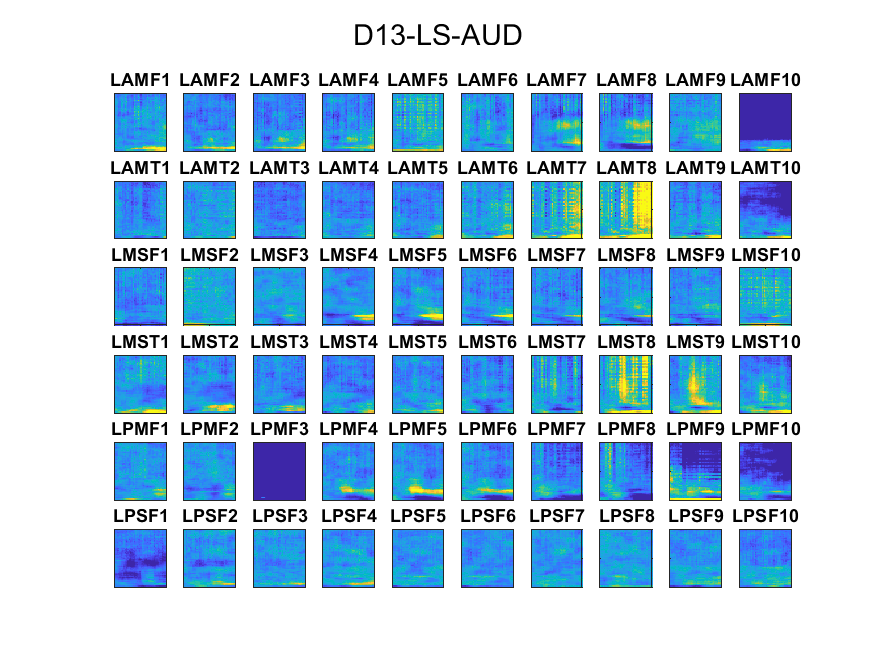 D13-LS-AUD
LAMF1 LAMF2 LAMF3 LAMF4 LAMF5 LAMF6 LAMF7 LAMF8 LAMF9 LAMF10
LAMT1 LAMT2 LAMT3 LAMT4 LAMT5 LAMT6 LAMT7 LAMT8 LAMT9 LAMT10
LMSF1 LMSF2 LMSF3 LMSF4 LMSF5 LMSF6 LMSF7 LMSF8 LMSF9 LMSF10
LMST1 LMST2 LMST3 LMST4 LMST5 LMST6 LMST7 LMST8 LMST9 LMST10
LPMF1 LPMF2 LPMF3 LPMF4 LPMF5 LPMF6 LPMF7 LPMF8 LPMF9 LPMF10
LPSF1 LPSF2 LPSF3 LPSF4 LPSF5 LPSF6 LPSF7 LPSF8 LPSF9 LPSF10